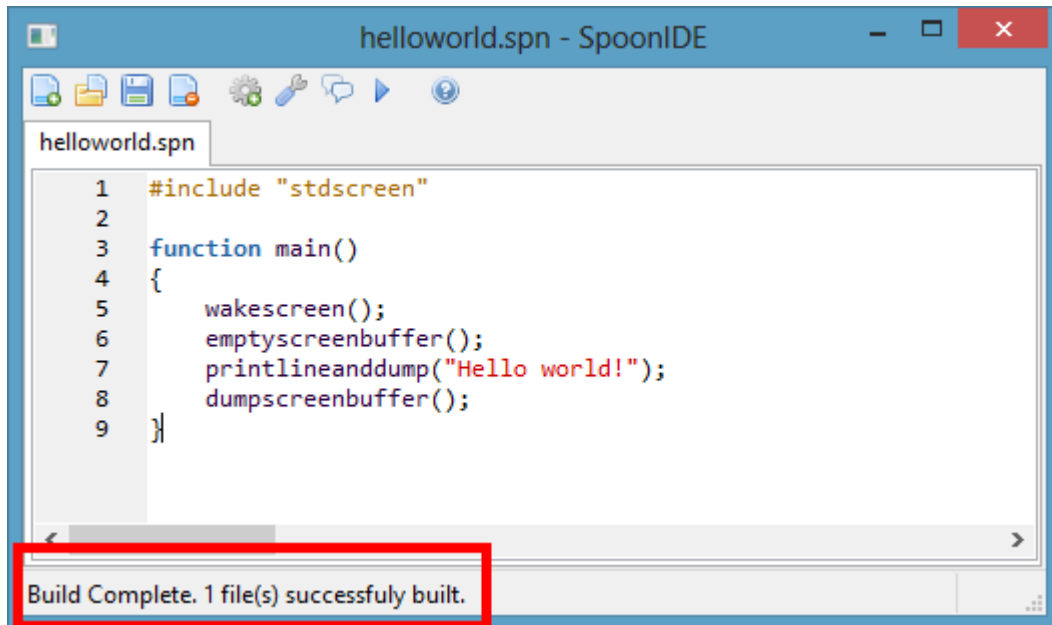 helloworld.spn - SpoonIDE
helloworld.spn
1 #include "stdscreen"
2
3 function main()
4 {
5 wakescreen();
6 emptyscreenbuffer();
7 printlineanddump("Hello world!");
8 dumpscreenbuffer();
9 }
Build Complete. 1 file(s) successfuly built.